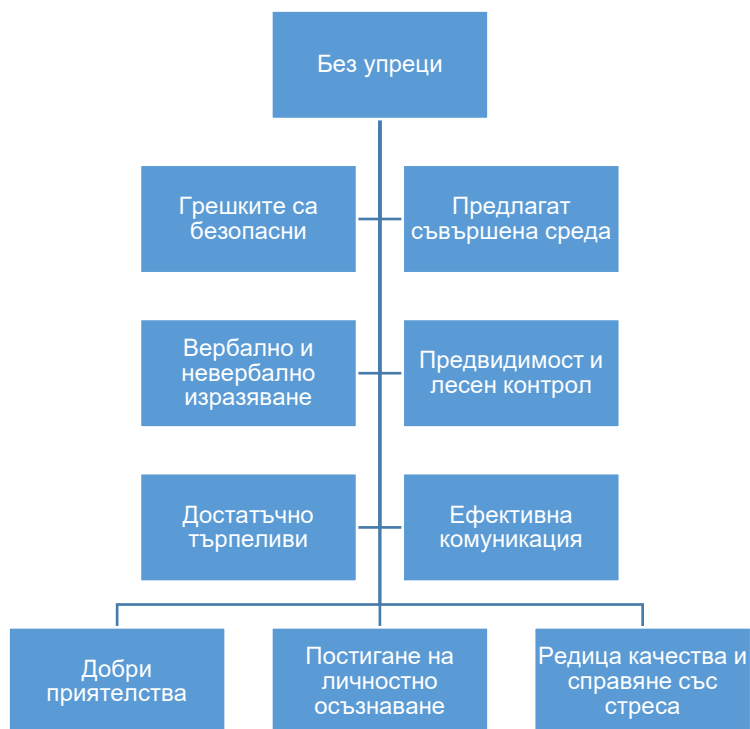 Без упреци
Грешките са
безопасни
Предлагат
съвършена среда
Вербално и
невербално
изразяване
Предвидимост и
лесен контрол
Достатъчно
търпеливи
Ефективна
комуникация
Добри
приятелства
Постигане на
личностно
осъзнаване
Редица качества и
справяне със
стреса